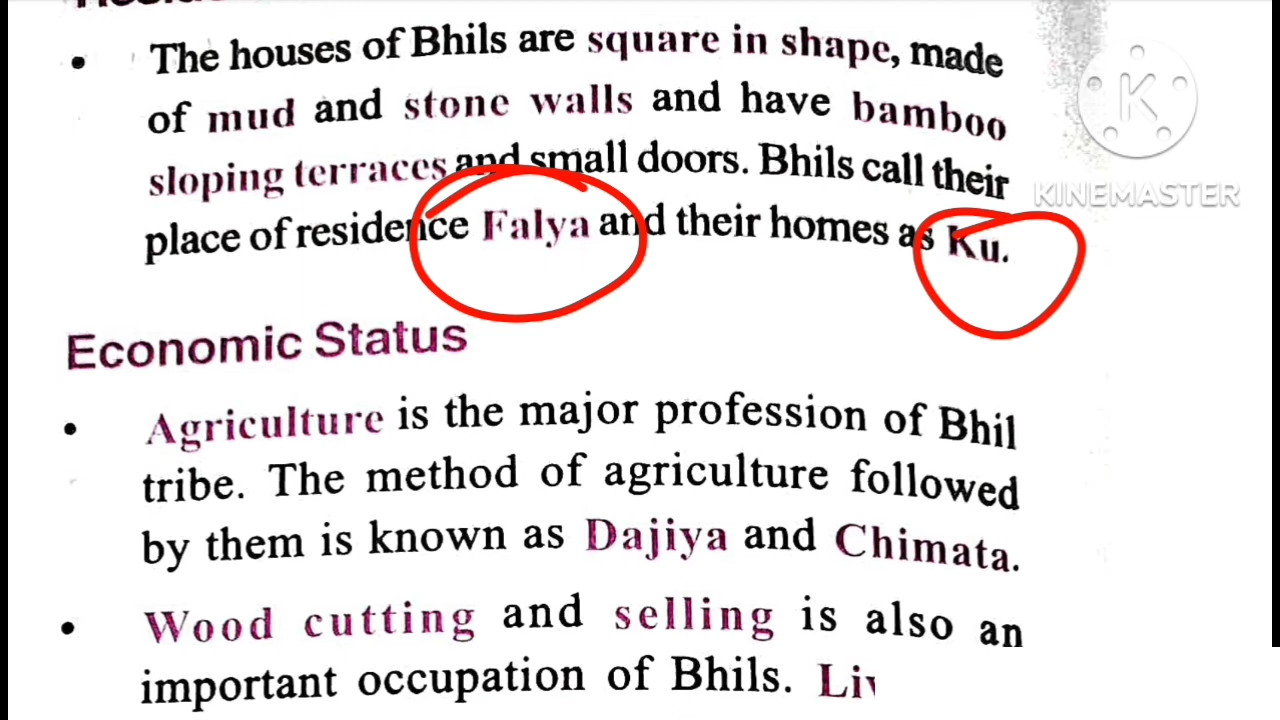 • The houses of Bhils are square in shape, made
of mud and stone walls and have bamboo
sloping terraces and small doors. Bhils call their
place of residence Falya and their homes as Ku.
K
KINEMASTER
Economic Status
• Agriculture is the major profession of Bhil
tribe. The method of agriculture followed
by them is known as Dajiya and Chimata.
• Wood cutting and selling is also an
important occupation of Bhils.